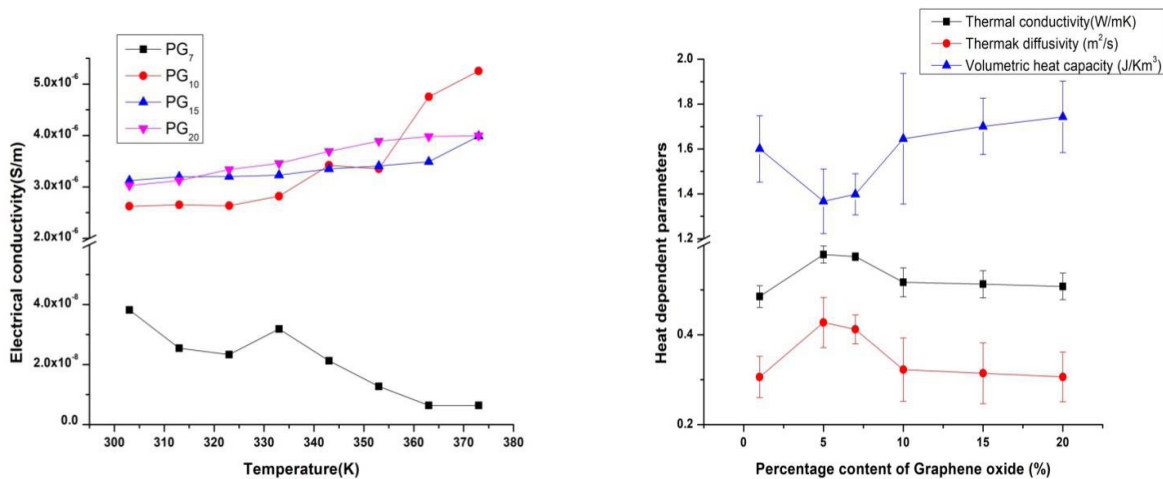 PG7
PG10
PG15
PG20
5.0x10-6
4.0x10-6
3.0x10-6
2.0x10-6
4.0x10-8
2.0x10-8
0.0
Electrical conductivity(S/m)
300 310 320 330 340 350 360 370 380
Temperature(K)
Thermal conductivity(W/mK)
Thermak diffusivity (m2/s)
Volumetric heat capacity (J/Km3)
2.0
1.8
1.6
1.4
1.2
0.4
0.2
Heat dependent parameters
0 5 10 15 20
Percentage content of Graphene oxide (%)